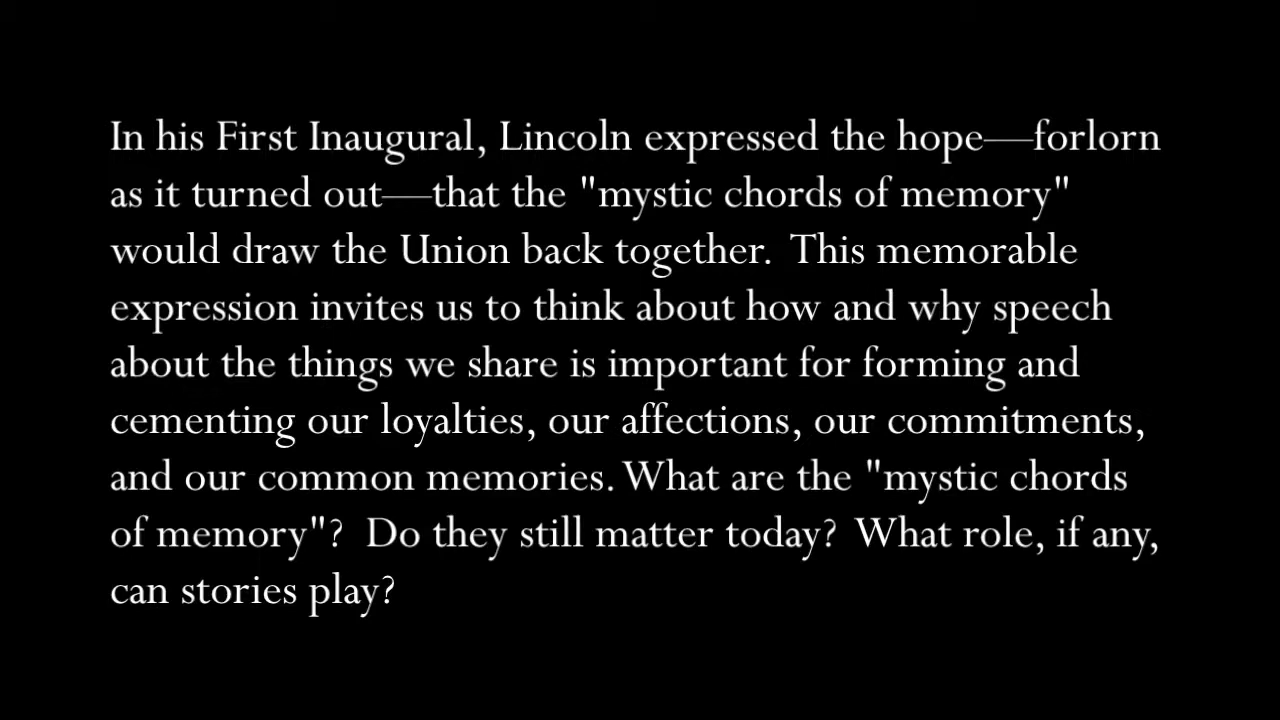 In his First Inaugural, Lincoln expressed the hope—forlorn
as it turned out—that the "mystic chords of memory"
would draw the Union back together.  This memorable
expression invites us to think about how and why speech
about the things we share is important for forming and
cementing our loyalties, our affections, our commitments,
and our common memories. What are the "mystic chords
of memory"?  Do they still matter today?  What role, if any,
can stories play?